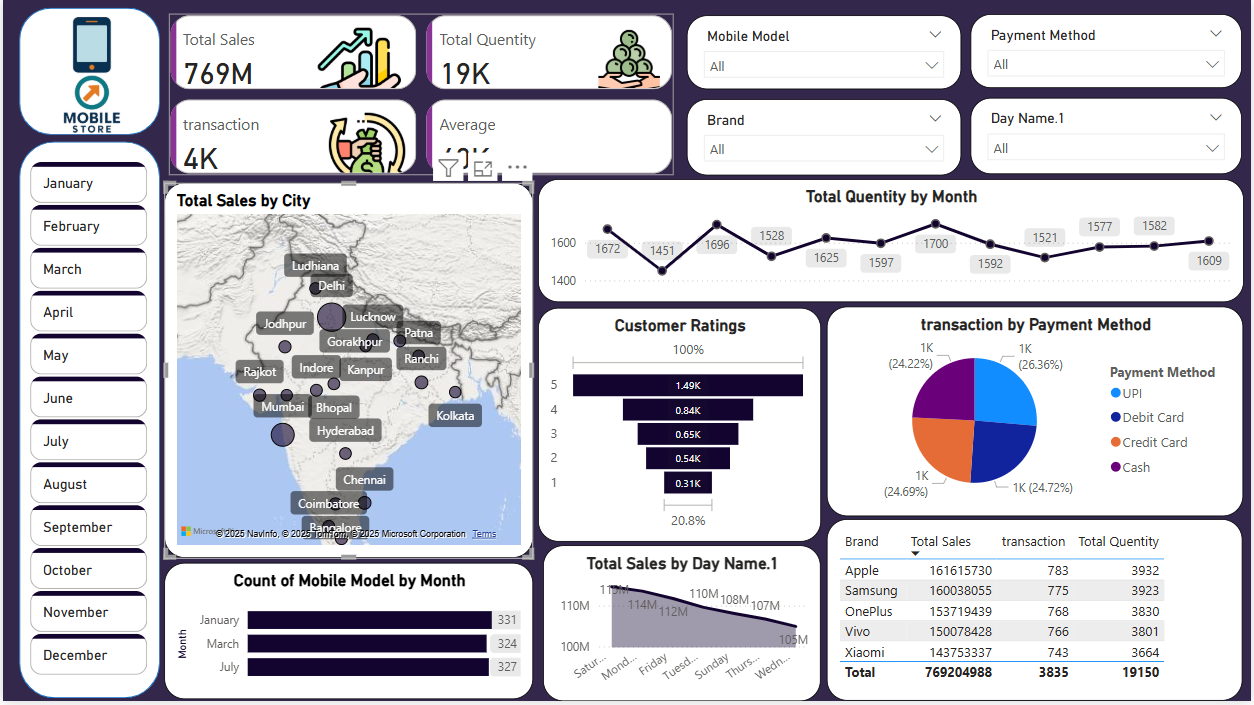 MOBILE
STORE
January
February
March
April
May
June
July
August
September
October
November
December
Total Sales
769M
Total Quantity
19K
transaction
4K
Average
Mobile Model
All
Payment Method
All
Brand
All
Day Name.1
All
Total Sales by City
Ludhiana
Delhi
Jodhpur
Lucknow
Gorakhpur
Patna
Ranchi
Rajkot
Indore
Kanpur
Mumbai
Bhopal
Kolkata
Hyderabad
Chennai
Coimbatore
Bangalore
© 2025 NavInfo, © 2025 TomTom, © 2025 Microsoft Corporation Terms
Total Quentity by Month
1600
1400
1672
1451
1696
1528
1625
1597
1700
1592
1521
1577
1582
1609
Customer Ratings
100%
5 1.49K
4 0.84K
3 0.65K
2 0.54K
1 0.31K
20.8%
transaction by Payment Method
1K
(24.22%)
1K
(26.36%)
1K
(24.69%)
1K (24.72%)
Payment Method
UPI
Debit Card
Credit Card
Cash
Count of Mobile Model by Month
Month
January 331
March 324
July 327
Total Sales by Day Name.1
110M
100M
115M
114M
112M
110M
108M
107M
105M
Satur...
Mond...
Friday
Tuesd...
Sunday
Thurs...
Wedn...
Brand Total Sales transaction Total Quantity
Apple 161615730 783 3932
Samsung 160038055 775 3923
OnePlus 153719439 768 3830
Vivo 150078428 766 3801
Xiaomi 143753337 743 3664
Total 769204988 3835 19150